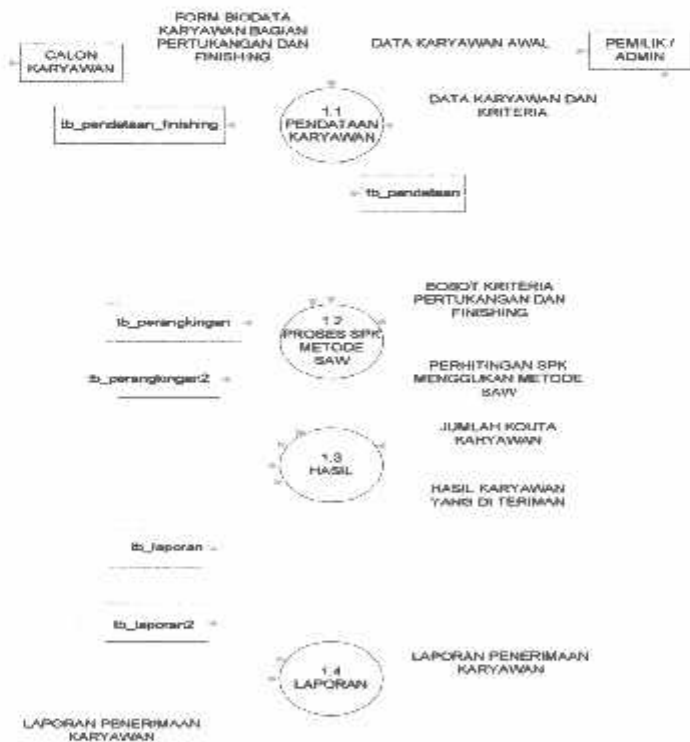 FORM BIODATA
KARYAWAN BAGIAN
PERTUKANGAN DAN
FINISHING
DATA KARYAWAN AWAL
PEMILIK /
ADMIN
CALON
KARYAWAN
DATA KARYAWAN DAN
KRITERIA
1.1
PENDATAAN
KARYAWAN
tb_pendataan_finishing
tb_pendataan
BOBOT KRITERIA
PERTUKANGAN DAN
FINISHING
tb_perangkingan
1.2
PROSES SPK
METODE
SAW
tb_perangkingan2
PERHITINGAN SPK
MENGGUKAN METODE
SAW
JUMLAH KOUTA
KARYAWAN
1.3
HASIL
HASIL KARYAWAN
YANG DI TERIMAN
tb_laporan
tb_laporan2
LAPORAN PENERIMAAN
KARYAWAN
1.4
LAPORAN
LAPORAN PENERIMAAN
KARYAWAN